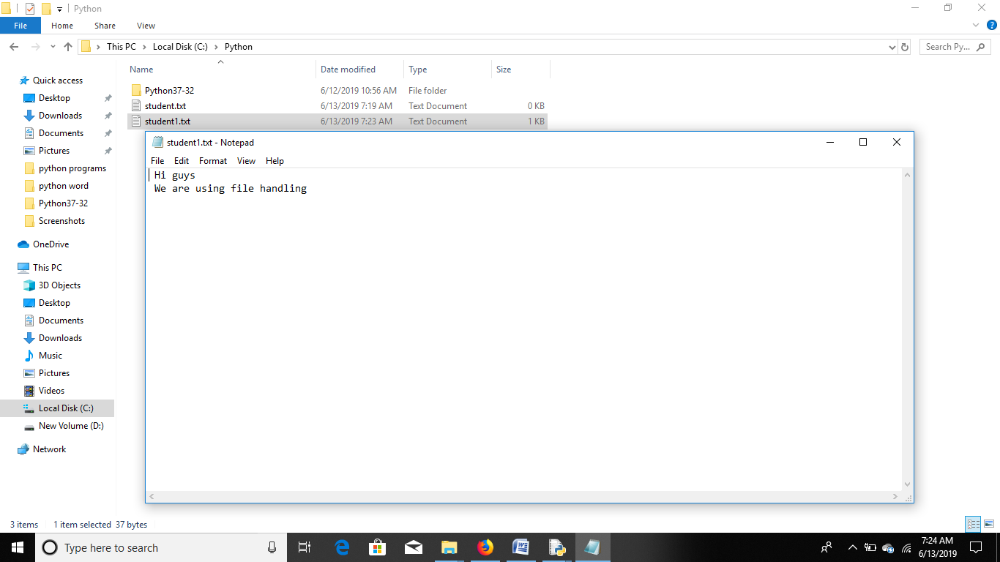 Python
File Home Share View
This PC Local Disk (C:) Python
Search Py...
Name Date modified Type Size
Python37-32 6/12/2019 10:56 AM File folder
student.txt 6/13/2019 7:19 AM Text Document 0 KB
student1.txt 6/13/2019 7:23 AM Text Document 1 KB
Quick access
Desktop
Downloads
Documents
Pictures
python programs
python word
Python37-32
Screenshots
OneDrive
This PC
3D Objects
Desktop
Documents
Downloads
Music
Pictures
Videos
Local Disk (C:)
New Volume (D:)
Network
student1.txt - Notepad
File Edit Format View Help
Hi guys
We are using file handling
3 items 1 item selected 37 bytes
Type here to search
7:24 AM
6/13/2019